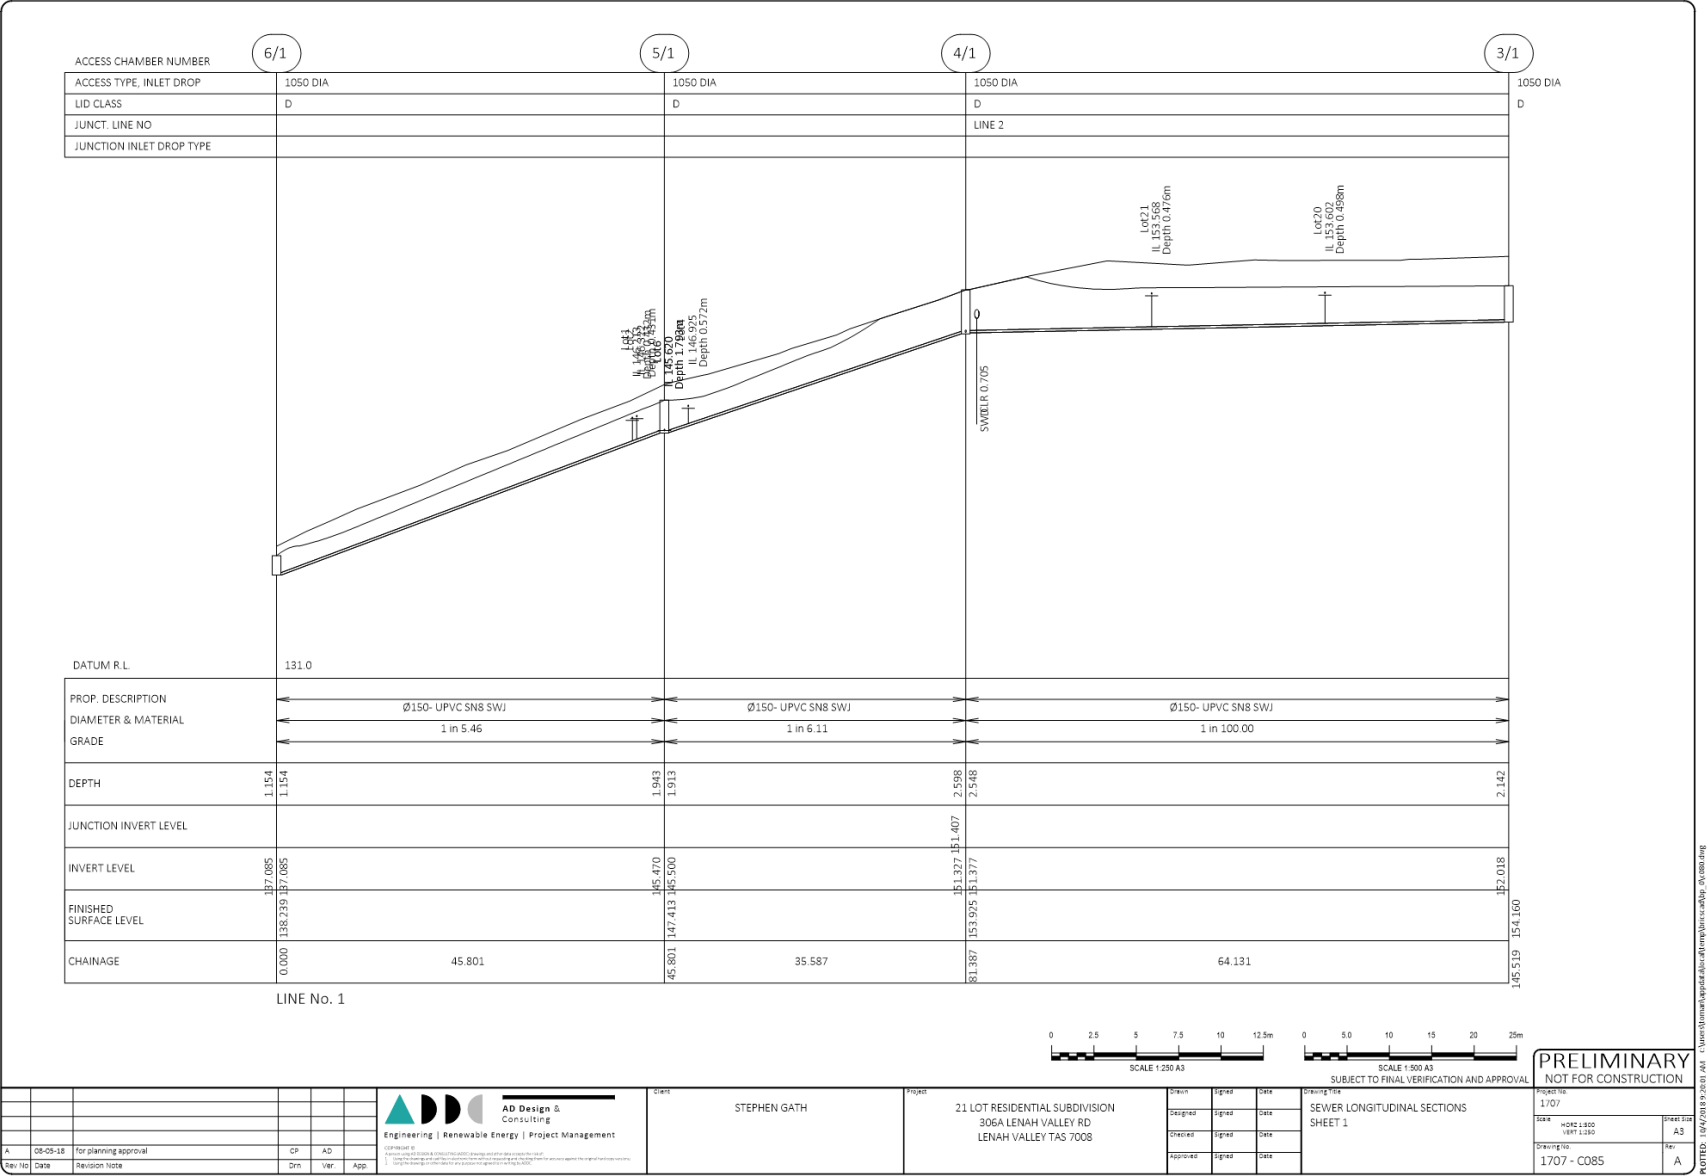 6/1 5/1 4/1 3/1
ACCESS CHAMBER NUMBER
ACCESS TYPE, INLET DROP 1050 DIA 1050 DIA 1050 DIA 1050 DIA
LID CLASS D D D D
JUNCT. LINE NO LINE 2
JUNCTION INLET DROP TYPE
Lot21
IL 153.568
Depth 0.476m
Lot20
IL 153.602
Depth 0.498m
IL 145.620
Depth 1.793m
IL 146.925
Depth 0.572m
DATUM R.L. 131.0
PROP. DESCRIPTION
Ø150- UPVC SN8 SWJ Ø150- UPVC SN8 SWJ Ø150- UPVC SN8 SWJ
DIAMETER & MATERIAL
1 in 5.46 1 in 6.11 1 in 100.00
GRADE
DEPTH 1.154 1.154 1.943 1.913 2.598 2.548 2.142
JUNCTION INVERT LEVEL 151.407
INVERT LEVEL 137.085 137.085 145.470 145.500 151.327 151.377 152.018
FINISHED
SURFACE LEVEL 138.239 147.413 153.925 154.160
CHAINAGE 0.000 45.801 45.801 35.587 81.387 64.131 145.519
LINE No. 1
0 2.5 5 7.5 10 12.5m
SCALE 1:250 A3
0 5.0 10 15 20 25m
SCALE 1:500 A3
SUBJECT TO FINAL VERIFICATION AND APPROVAL
PRELIMINARY
NOT FOR CONSTRUCTION
A 08-05-18 for planning approval CP AD
Rev No Date Revision Note Drn Ver. App.
AD Design &
Consulting
Engineering | Renewable Energy | Project Management
Client
STEPHEN GATH
Project
21 LOT RESIDENTIAL SUBDIVISION
306A LENAH VALLEY RD
LENAH VALLEY TAS 7008
Drawn Signed Date
Designed Signed Date
Checked Signed Date
Approved Signed Date
Drawing Title
SEWER LONGITUDINAL SECTIONS
SHEET 1
Project No.
1707
Scale
HORZ 1:500
VERT 1:250
Sheet Size
A3
Drawing No.
1707 - C085
Rev
A